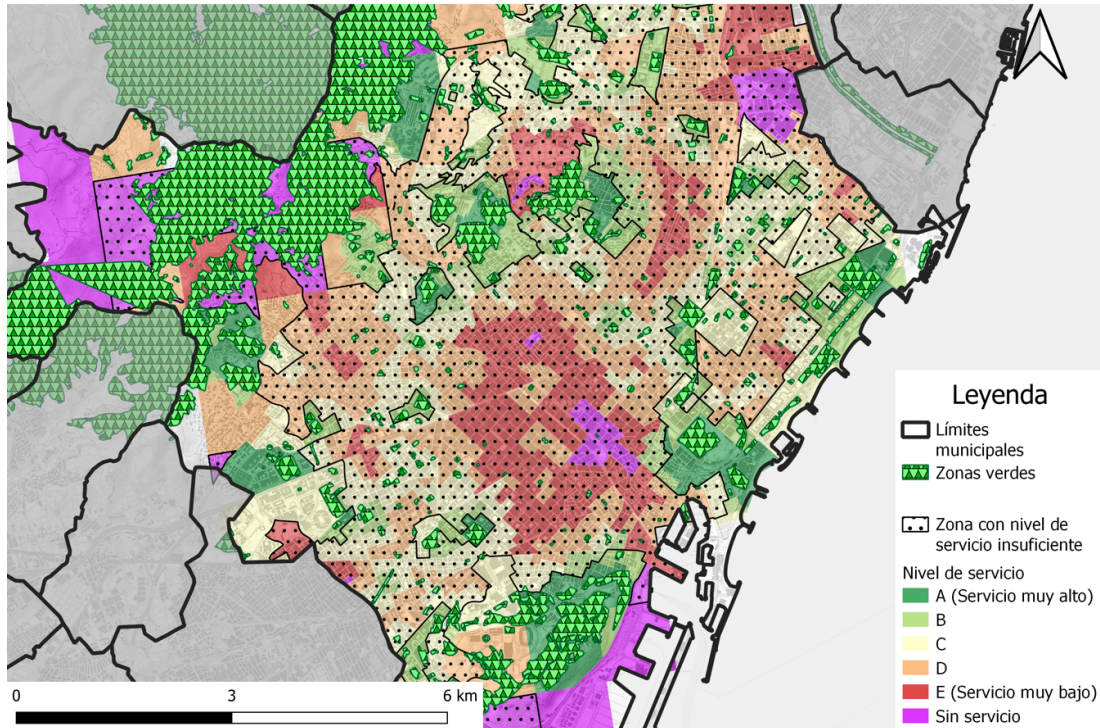 Leyenda
Límites
municipales
Zonas verdes
Zona con nivel de
servicio insuficiente
Nivel de servicio
A (Servicio muy alto)
B
C
D
E (Servicio muy bajo)
Sin servicio
0 3 6 km